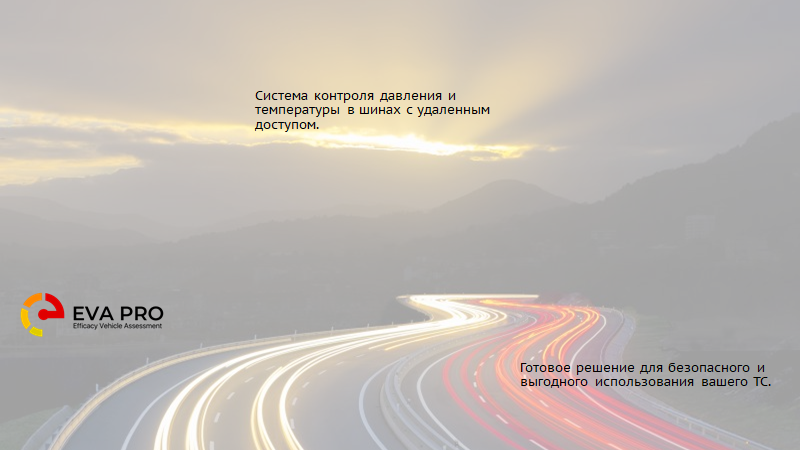 Система контроля давления и
температуры в шинах с удаленным
доступом.
EVA PRO
Efficacy Vehicle Assessment
Готовое решение для безопасного и
выгодного использования вашего ТС.